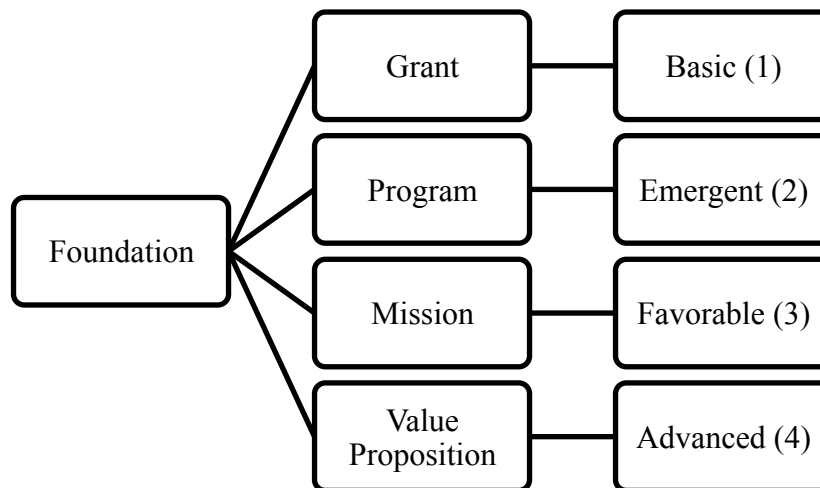 Grant
Basic (1)
Program
Emergent (2)
Foundation
Mission
Favorable (3)
Value
Proposition
Advanced (4)